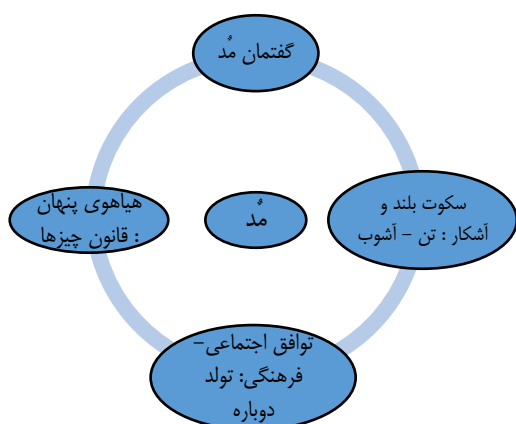 گفتمان مٌد
سکوت بلند و
آشکار : تن – آشوب
هیاهوی پنهان
: قانون چیزها
مٌد
توافق اجتماعی–
فرهنگی: تولد
دوباره